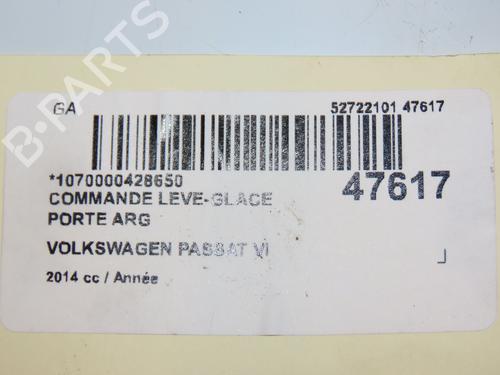 GA
52722101 47617
*1070000428650
47617
COMMANDE LEVE-GLACE
PORTE ARG
VOLKSWAGEN PASSAT VI
2014 cc / Année
B-PARTS